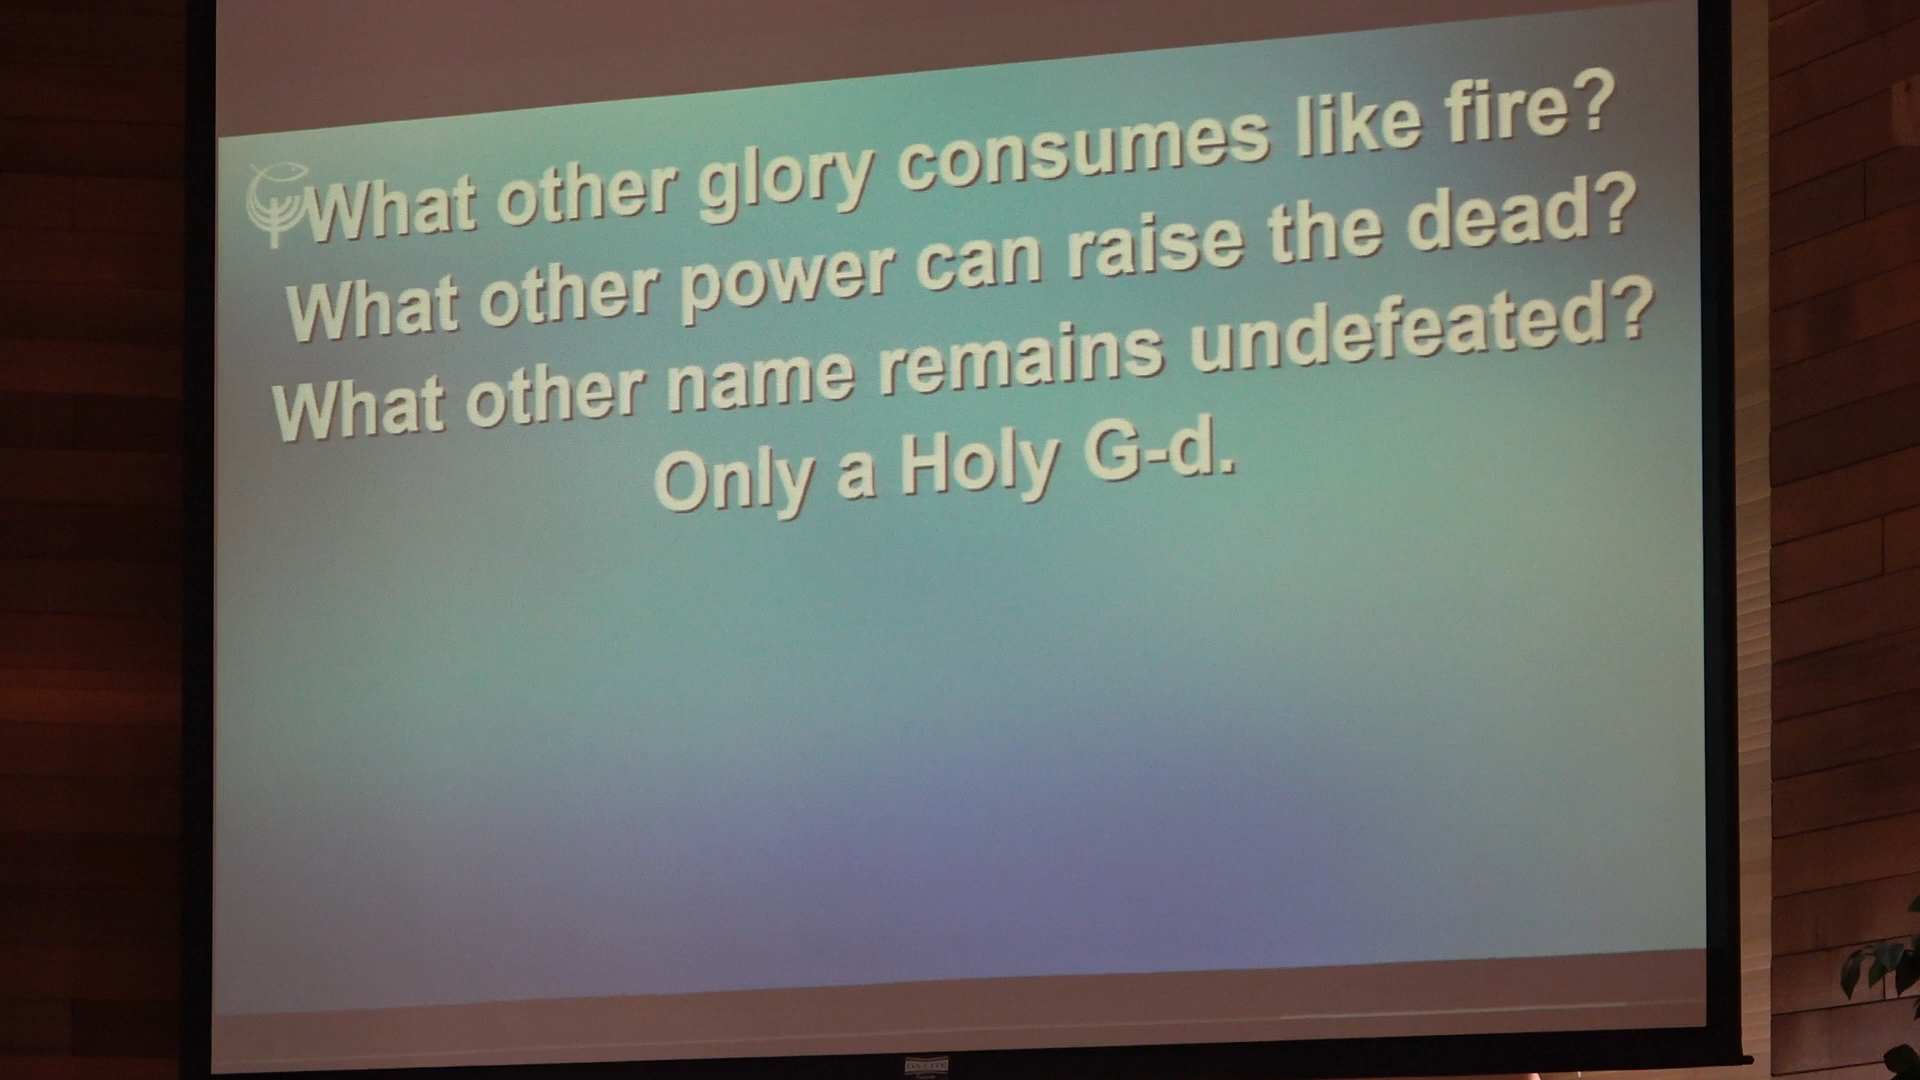 What other glory consumes like fire?
What other power can raise the dead?
What other name remains undefeated?
Only a Holy G-d.